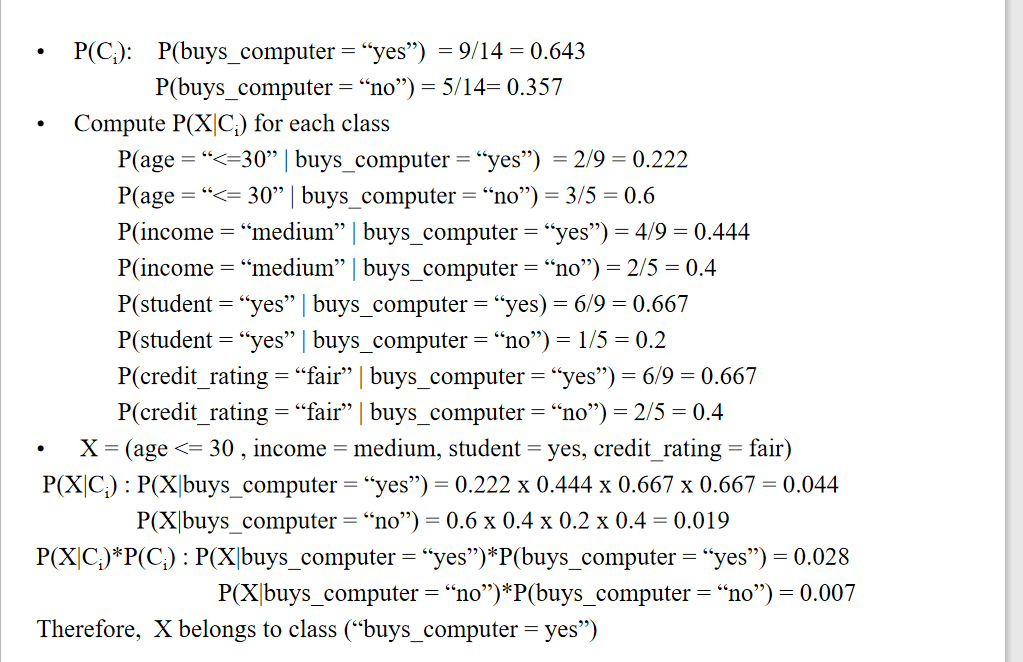 • P(Ci): P(buys_computer = “yes”) = 9/14 = 0.643
P(buys_computer = “no”) = 5/14= 0.357
• Compute P(X|Ci) for each class
P(age = “<=30” | buys_computer = “yes”) = 2/9 = 0.222
P(age = “<= 30” | buys_computer = “no”) = 3/5 = 0.6
P(income = “medium” | buys_computer = “yes”) = 4/9 = 0.444
P(income = “medium” | buys_computer = “no”) = 2/5 = 0.4
P(student = “yes” | buys_computer = “yes) = 6/9 = 0.667
P(student = “yes” | buys_computer = “no”) = 1/5 = 0.2
P(credit_rating = “fair” | buys_computer = “yes”) = 6/9 = 0.667
P(credit_rating = “fair” | buys_computer = “no”) = 2/5 = 0.4
• X = (age <= 30 , income = medium, student = yes, credit_rating = fair)
P(X|Ci) : P(X|buys_computer = “yes”) = 0.222 x 0.444 x 0.667 x 0.667 = 0.044
P(X|buys_computer = “no”) = 0.6 x 0.4 x 0.2 x 0.4 = 0.019
P(X|Ci)*P(Ci) : P(X|buys_computer = “yes”)*P(buys_computer = “yes”) = 0.028
P(X|buys_computer = “no”)*P(buys_computer = “no”) = 0.007
Therefore, X belongs to class (“buys_computer = yes”)